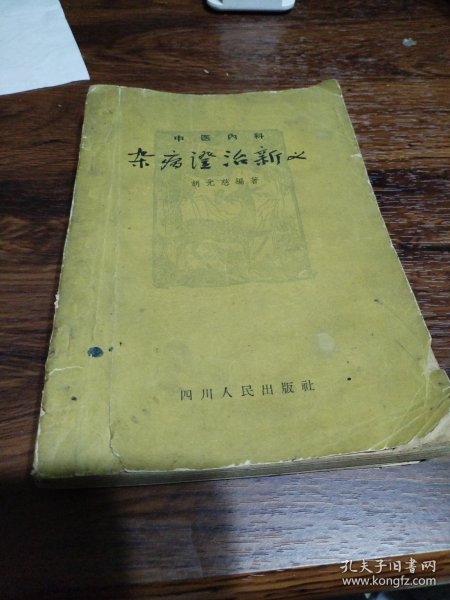 中医内科
杂病證治新义
胡光慈編著
四川人民出版社
孔夫子旧书网
www.kongfz.com